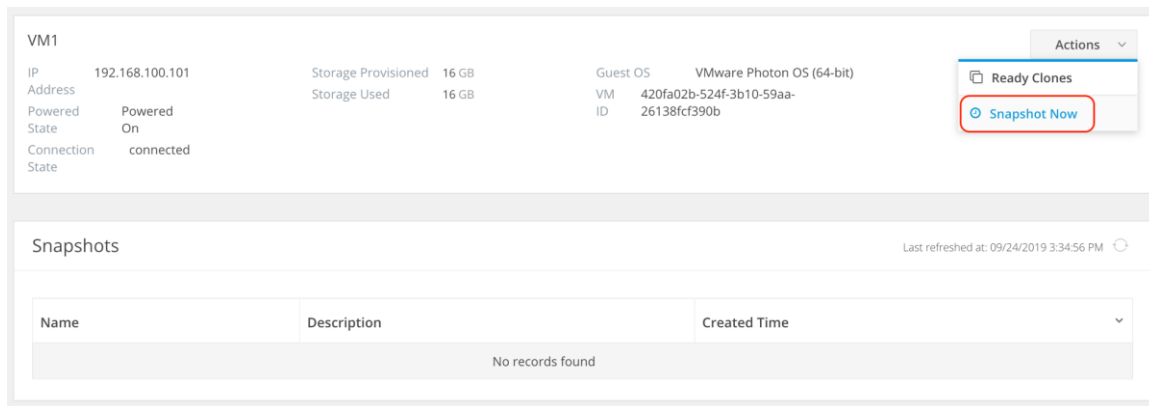 VM1
Actions
IP Address 192.168.100.101
Powered State Powered On
Connection State connected
Storage Provisioned 16 GB
Storage Used 16 GB
Guest OS VMware Photon OS (64-bit)
VM ID 420fa02b-524f-3b10-59aa-26138fcf390b
Ready Clones
Snapshot Now
Snapshots
Last refreshed at: 09/24/2019 3:34:56 PM
Name Description Created Time
No records found